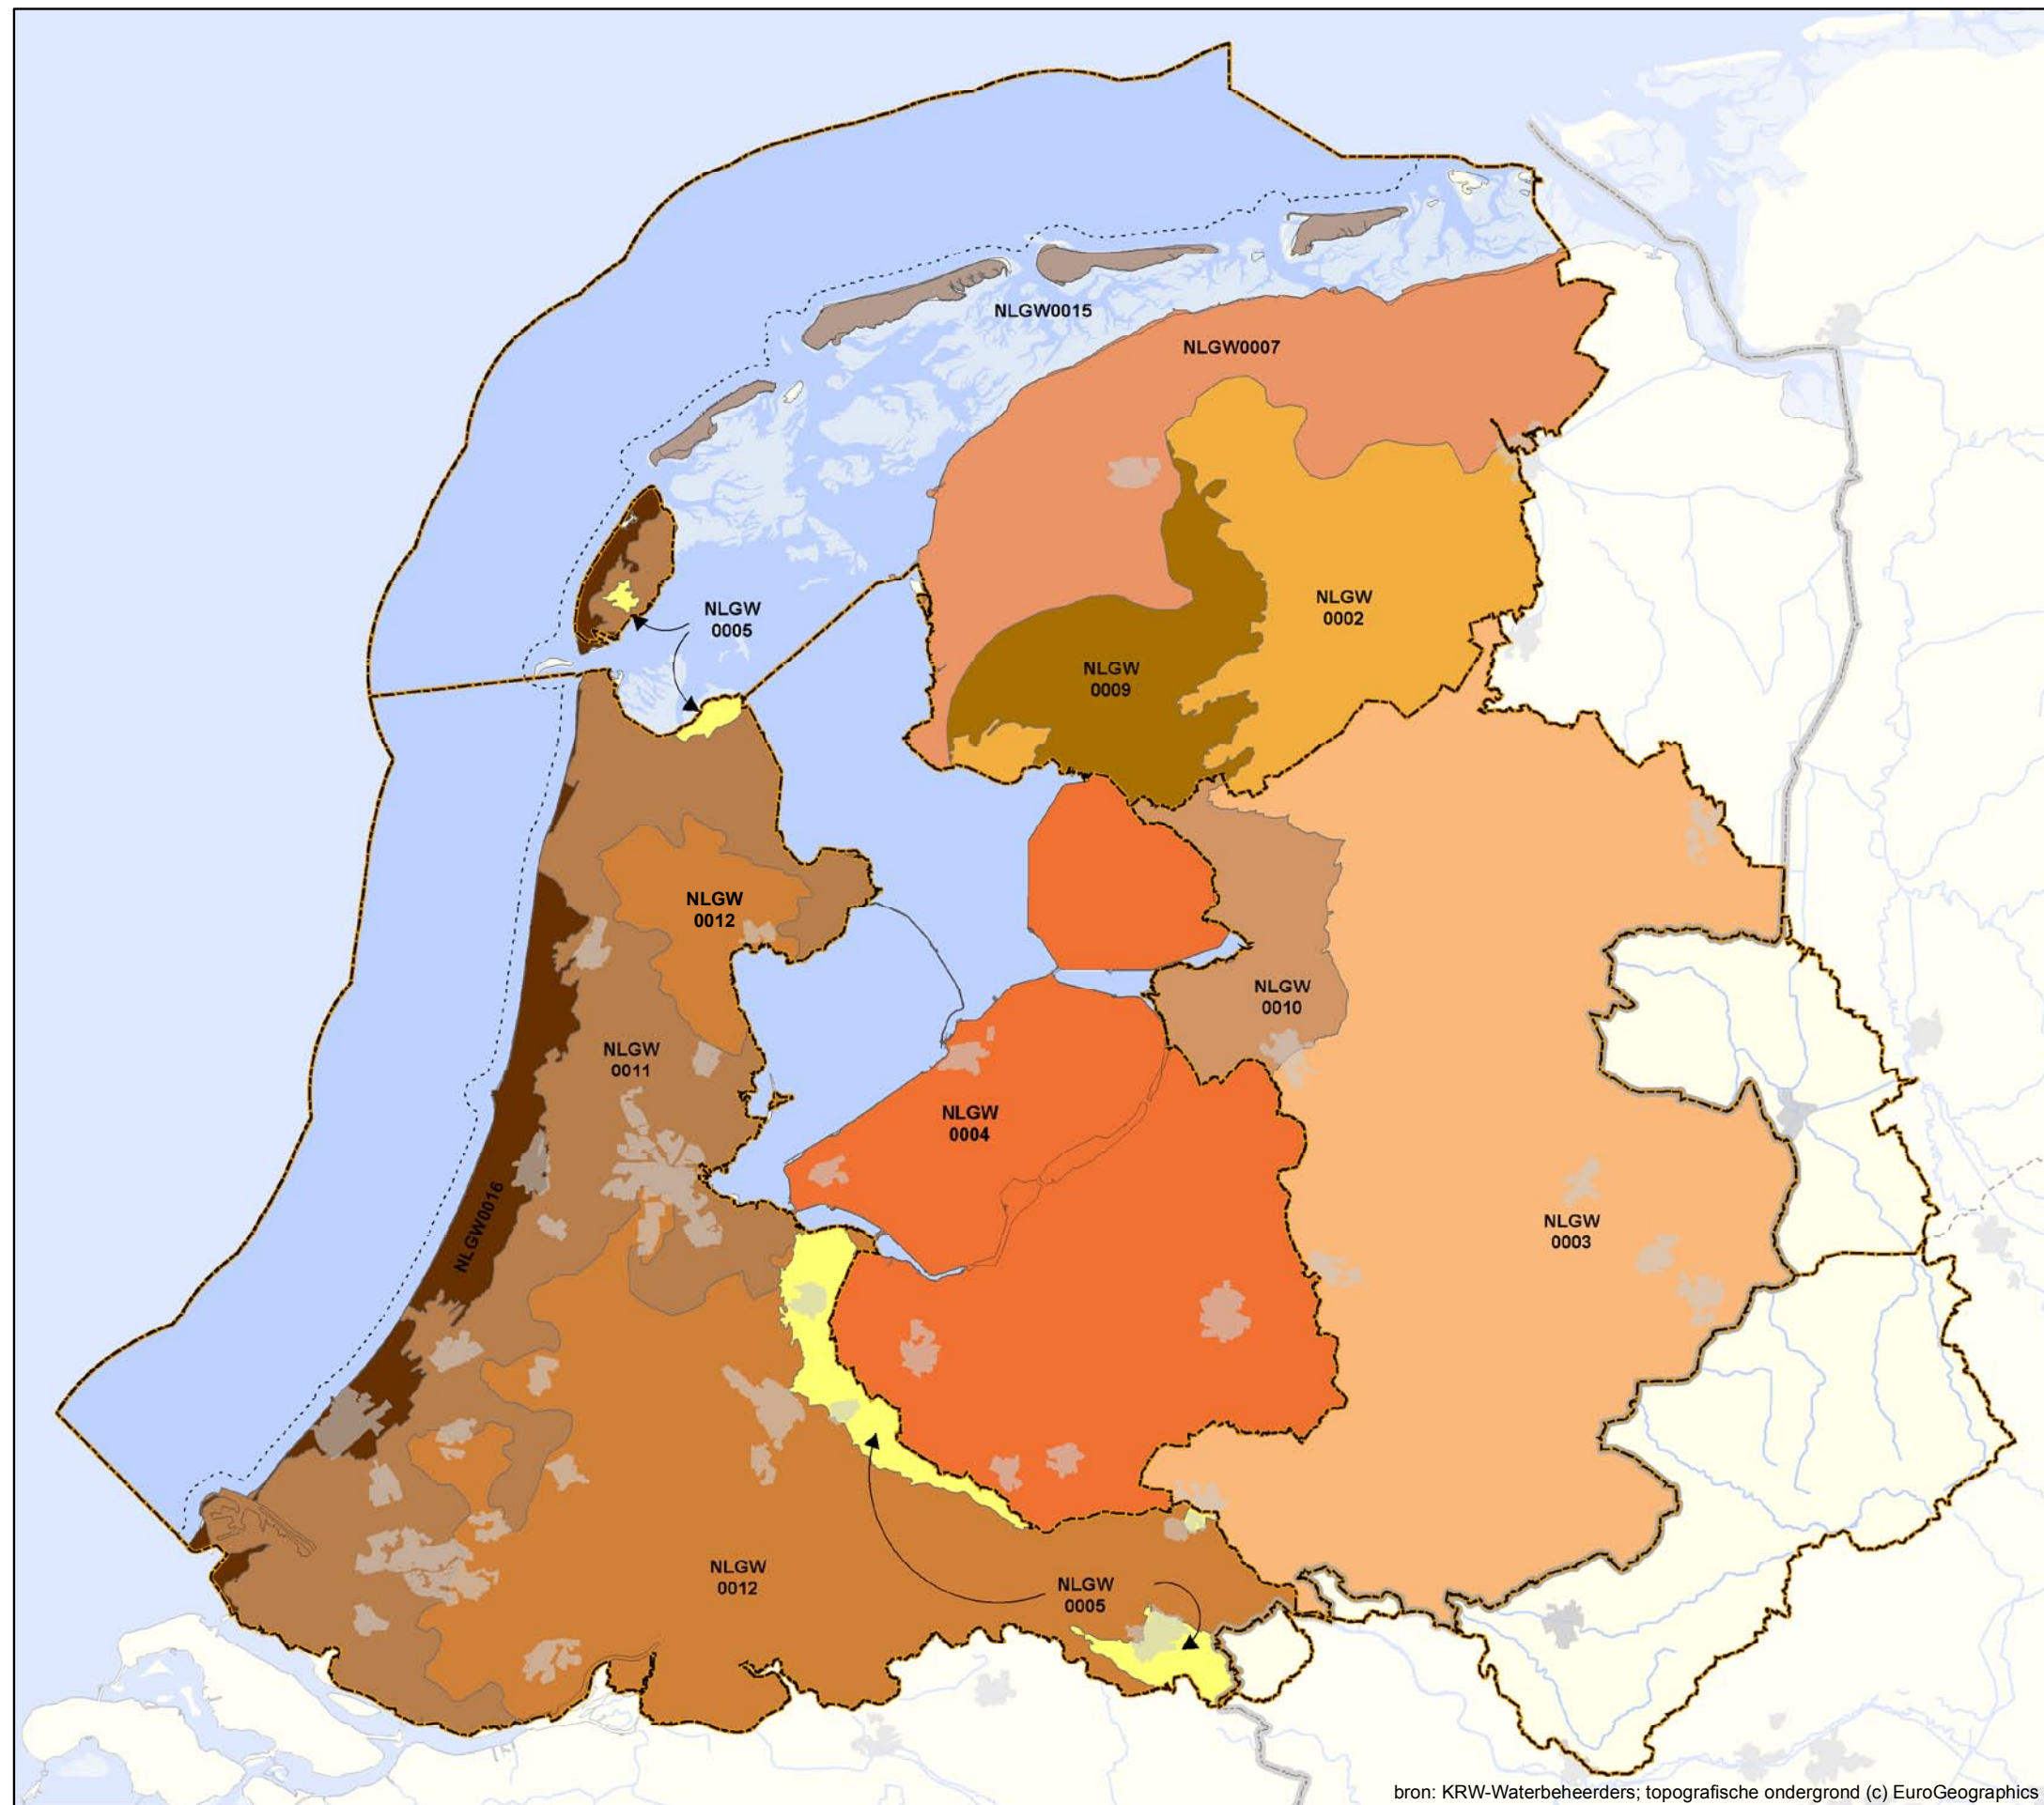 NLGW0015
NLGW0007
NLGW
0005
NLGW
0002
NLGW
0009
NLGW
0012
NLGW
0010
NLGW
0011
NLGW
0004
NLGW0016
NLGW
0003
NLGW
0012
NLGW
0005
bron: KRW-Waterbeheerders; topografische ondergrond (c) EuroGeographics